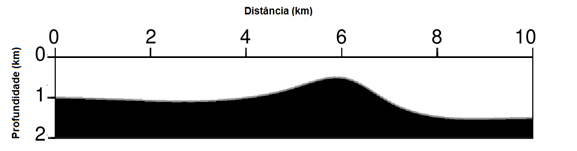 Distância (km)
0 2 4 6 8 10
Profundidade (km)
0
1
2